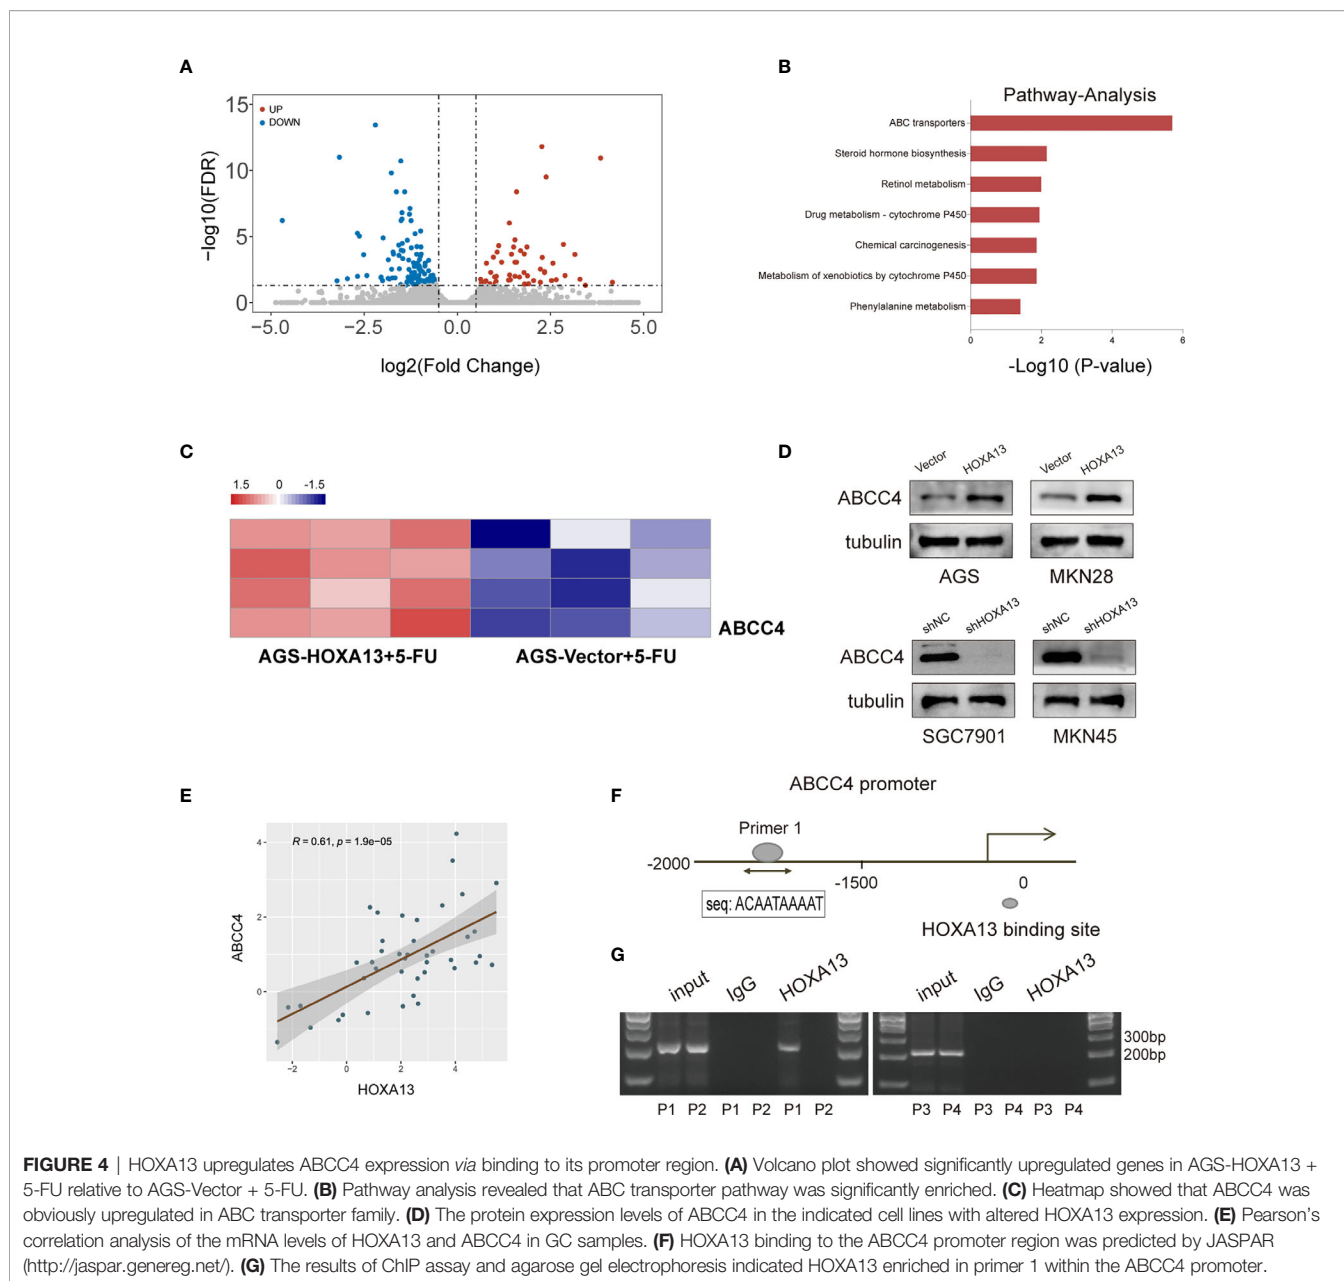 A
UP
DOWN
15
10
5
0
−log10(FDR)
−5.0 −2.5 0.0 2.5 5.0
log2(Fold Change)
B
Pathway-Analysis
ABC transporters
Steroid hormone biosynthesis
Retinol metabolism
Drug metabolism - cytochrome P450
Chemical carcinogenesis
Metabolism of xenobiotics by cytochrome P450
Phenylalanine metabolism
0 2 4 6
-Log10 (P-value)
C
1.5 0 -1.5
ABCC4
AGS-HOXA13+5-FU AGS-Vector+5-FU
D
Vector HOXA13 Vector HOXA13
ABCC4
tubulin
AGS MKN28
shNC shHOXA13 shNC shHOXA13
ABCC4
tubulin
SGC7901 MKN45
E
R = 0.61, p = 1.9e−05
4
2
0
ABCC4
−2 0 2 4
HOXA13
F
ABCC4 promoter
Primer 1
-2000
-1500 0
seq: ACAATAAAAT
HOXA13 binding site
G
input IgG HOXA13 input IgG HOXA13
300bp
200bp
P1 P2 P1 P2 P1 P2 P3 P4 P3 P4 P3 P4
FIGURE 4 | HOXA13 upregulates ABCC4 expression via binding to its promoter region. (A) Volcano plot showed significantly upregulated genes in AGS-HOXA13 +
5-FU relative to AGS-Vector + 5-FU. (B) Pathway analysis revealed that ABC transporter pathway was significantly enriched. (C) Heatmap showed that ABCC4 was
obviously upregulated in ABC transporter family. (D) The protein expression levels of ABCC4 in the indicated cell lines with altered HOXA13 expression. (E) Pearson's
correlation analysis of the mRNA levels of HOXA13 and ABCC4 in GC samples. (F) HOXA13 binding to the ABCC4 promoter region was predicted by JASPAR
(http://jaspar.genereg.net/). (G) The results of ChIP assay and agarose gel electrophoresis indicated HOXA13 enriched in primer 1 within the ABCC4 promoter.